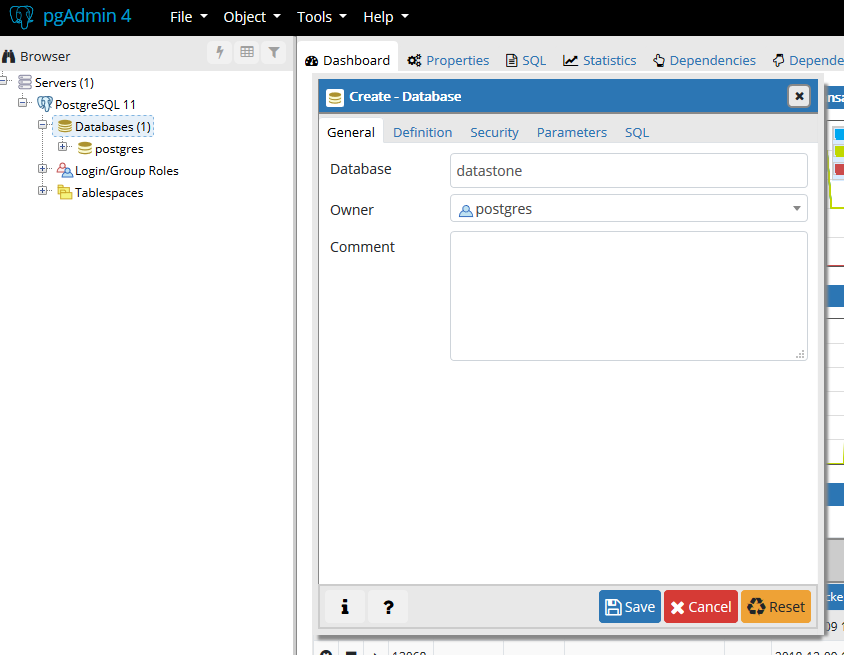 pgAdmin 4 File Object Tools Help
Browser
Servers (1)
PostgreSQL 11
Databases (1)
postgres
Login/Group Roles
Tablespaces
Dashboard Properties SQL Statistics Dependencies Depende
Create - Database
General Definition Security Parameters SQL
Database datastone
Owner postgres
Comment
i ? Save Cancel Reset